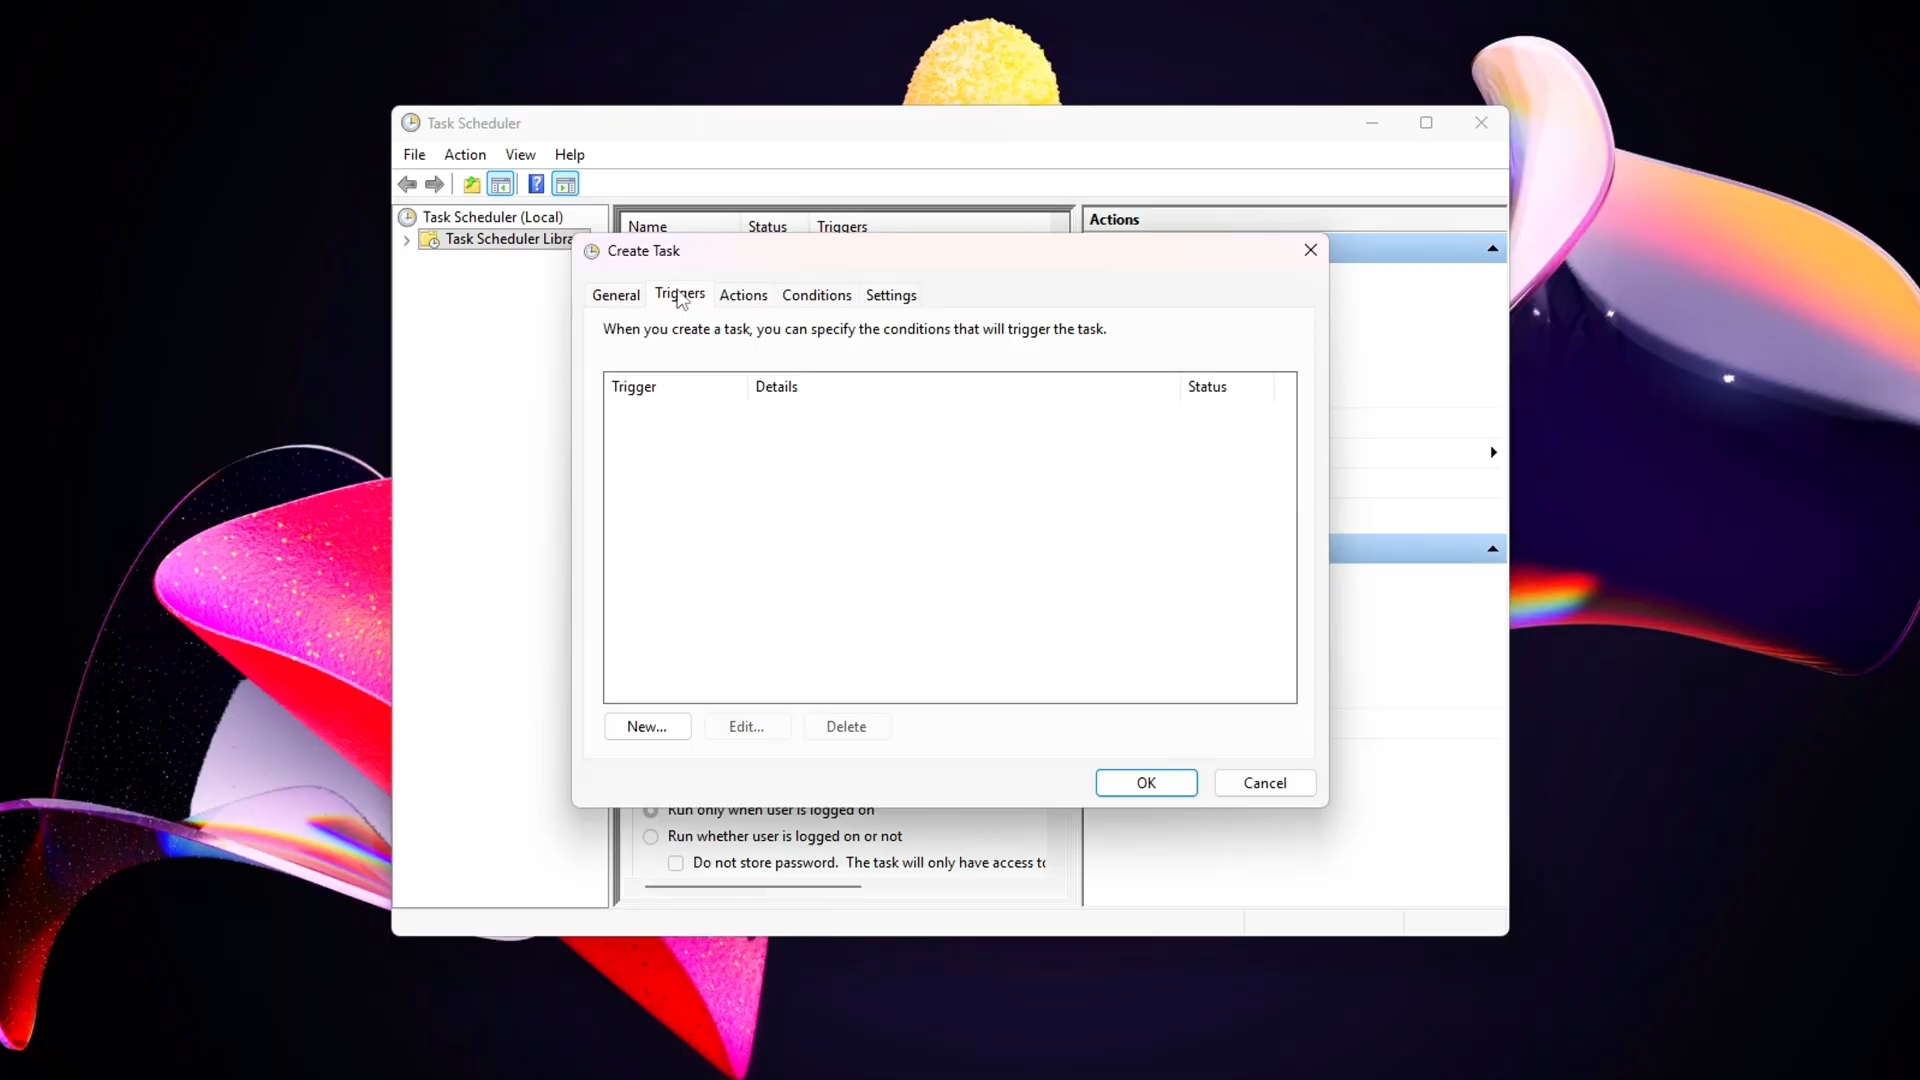 Task Scheduler
File Action View Help
Task Scheduler (Local)
Task Scheduler Libra
Name Status Triggers
Actions
Create Task
General Triggers Actions Conditions Settings
When you create a task, you can specify the conditions that will trigger the task.
Trigger Details Status
New... Edit... Delete
OK Cancel
Run only when user is logged on
Run whether user is logged on or not
Do not store password. The task will only have access to